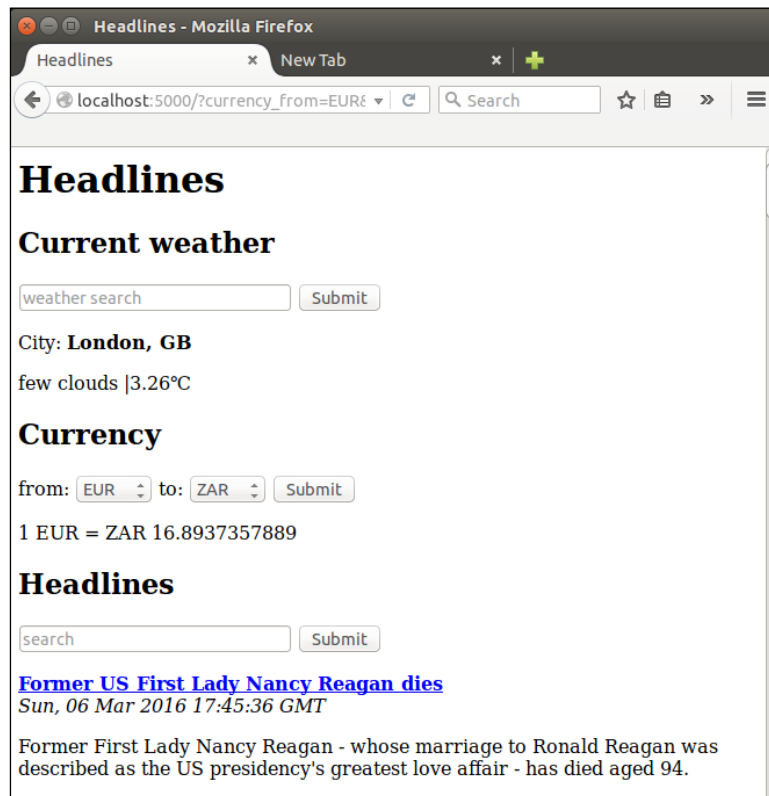 Headlines - Mozilla Firefox
Headlines New Tab
localhost:5000/?currency_from=EUR& Search
Headlines
Current weather
weather search Submit
City: London, GB
few clouds |3.26℃
Currency
from: EUR to: ZAR Submit
1 EUR = ZAR 16.8937357889
Headlines
search Submit
Former US First Lady Nancy Reagan dies
Sun, 06 Mar 2016 17:45:36 GMT
Former First Lady Nancy Reagan - whose marriage to Ronald Reagan was
described as the US presidency's greatest love affair - has died aged 94.